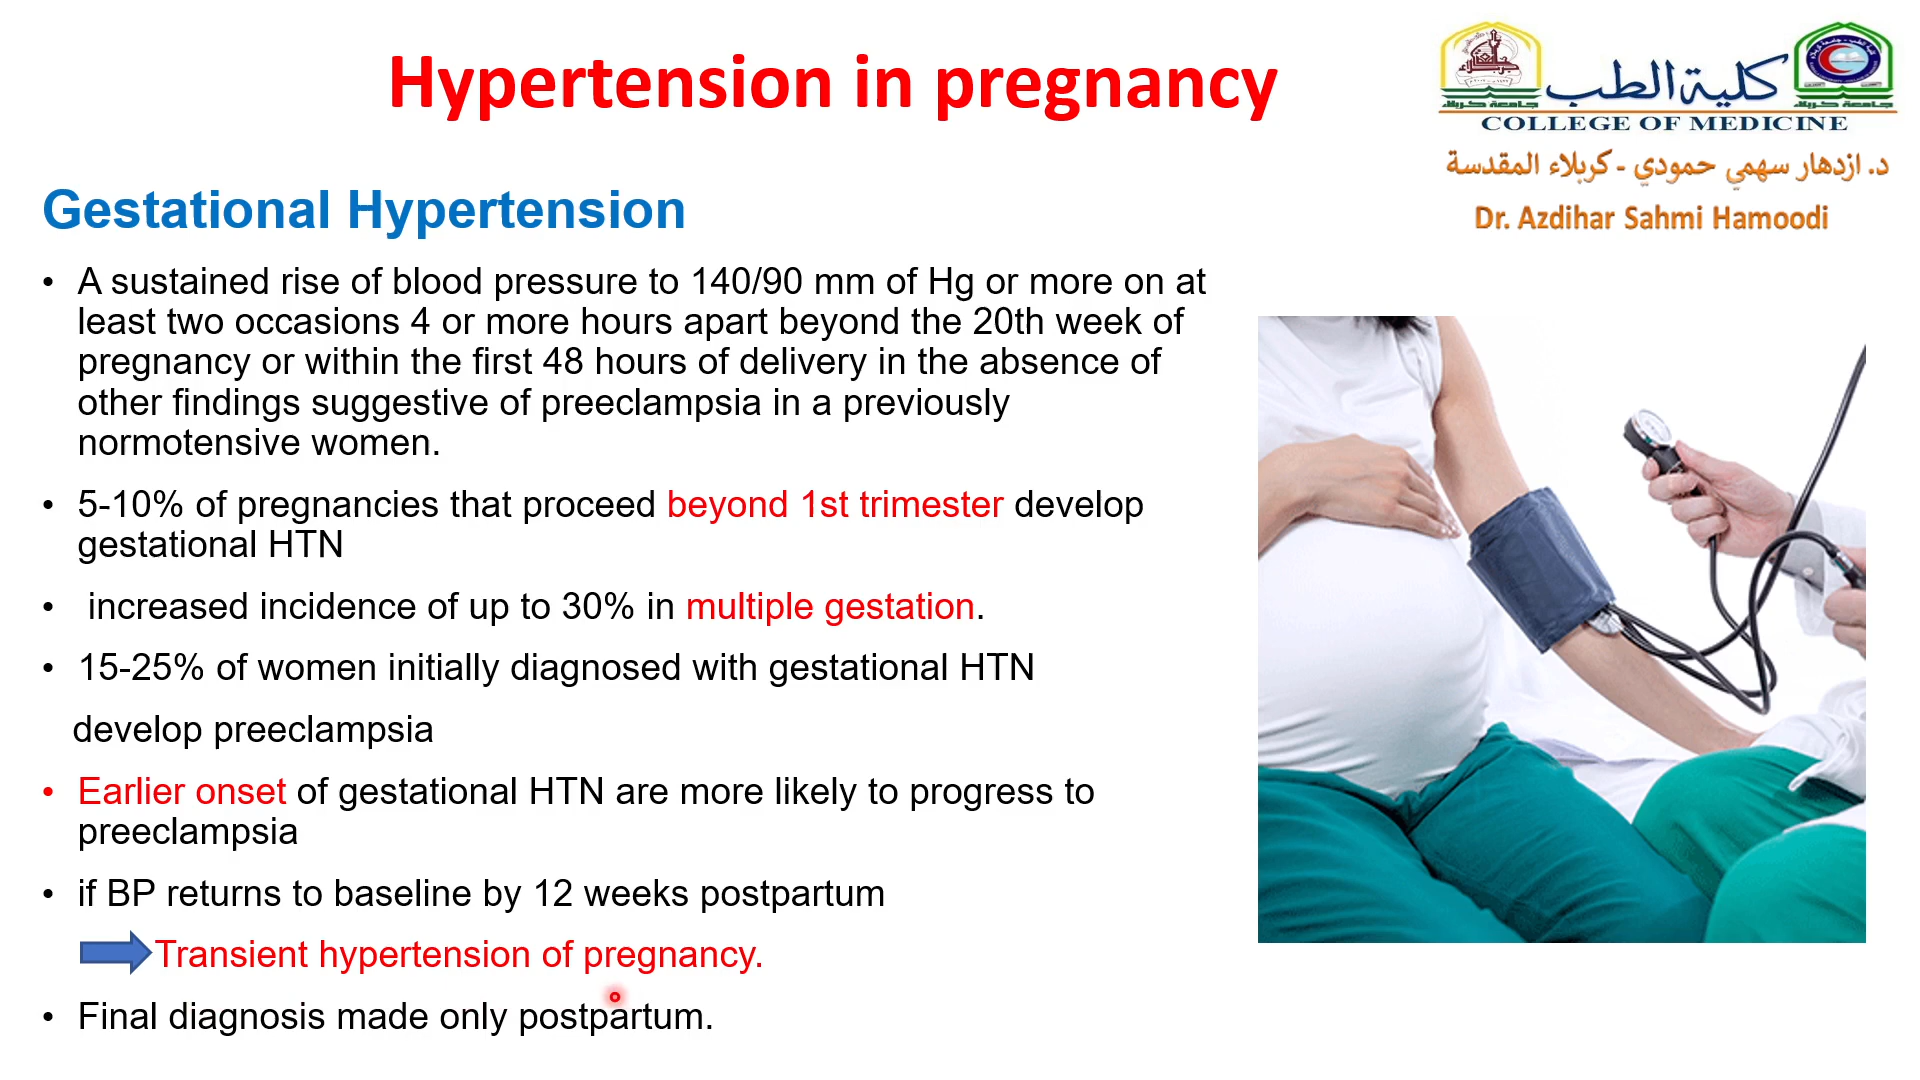 Hypertension in pregnancy
كلية الطب
COLLEGE OF MEDICINE
جامعة كربلاء
جامعة كربلاء
د. ازدهار سهمي حمودي - كربلاء المقدسة
Dr. Azdihar Sahmi Hamoodi
Gestational Hypertension
• A sustained rise of blood pressure to 140/90 mm of Hg or more on at
least two occasions 4 or more hours apart beyond the 20th week of
pregnancy or within the first 48 hours of delivery in the absence of
other findings suggestive of preeclampsia in a previously
normotensive women.
• 5-10% of pregnancies that proceed beyond 1st trimester develop
gestational HTN
• increased incidence of up to 30% in multiple gestation.
• 15-25% of women initially diagnosed with gestational HTN
develop preeclampsia
• Earlier onset of gestational HTN are more likely to progress to
preeclampsia
• if BP returns to baseline by 12 weeks postpartum
Transient hypertension of pregnancy.
• Final diagnosis made only postpartum.